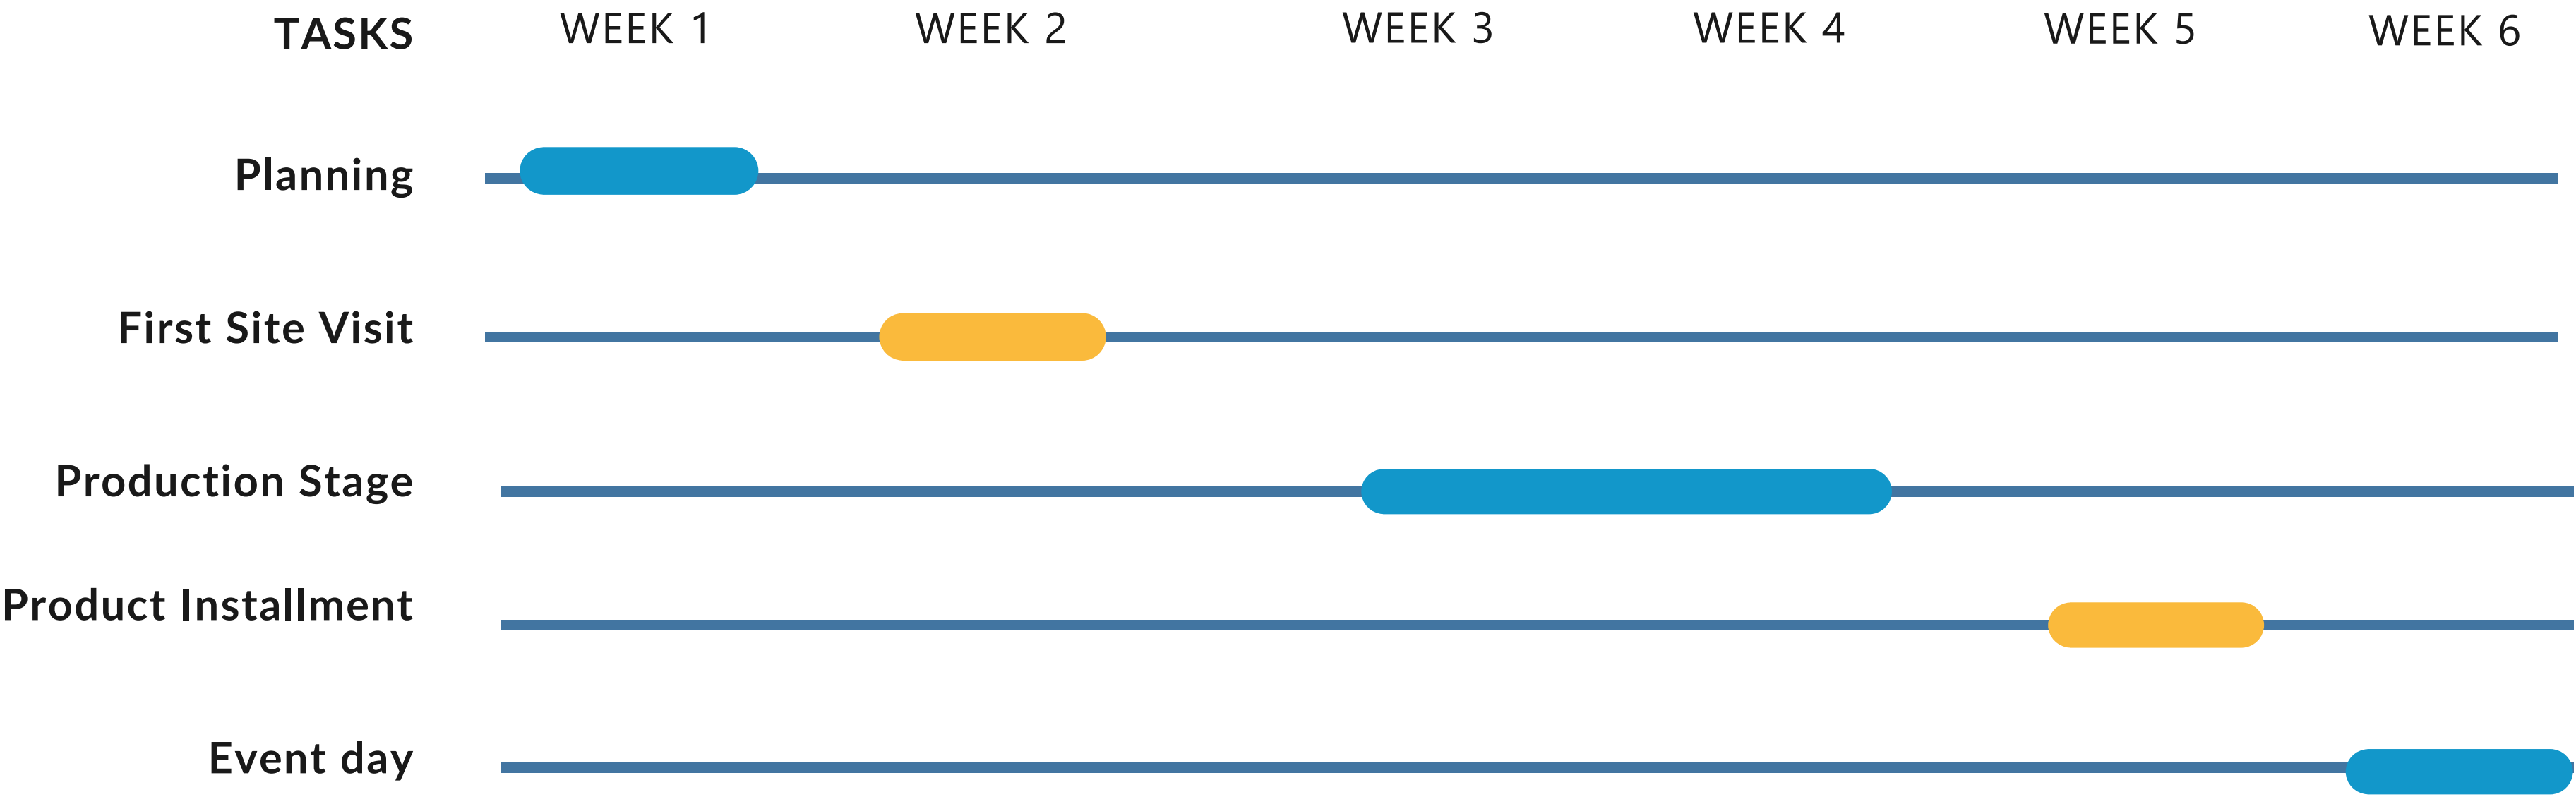 TASKS WEEK 1 WEEK 2 WEEK 3 WEEK 4 WEEK 5 WEEK 6
Planning
First Site Visit
Production Stage
Product Installment
Event day